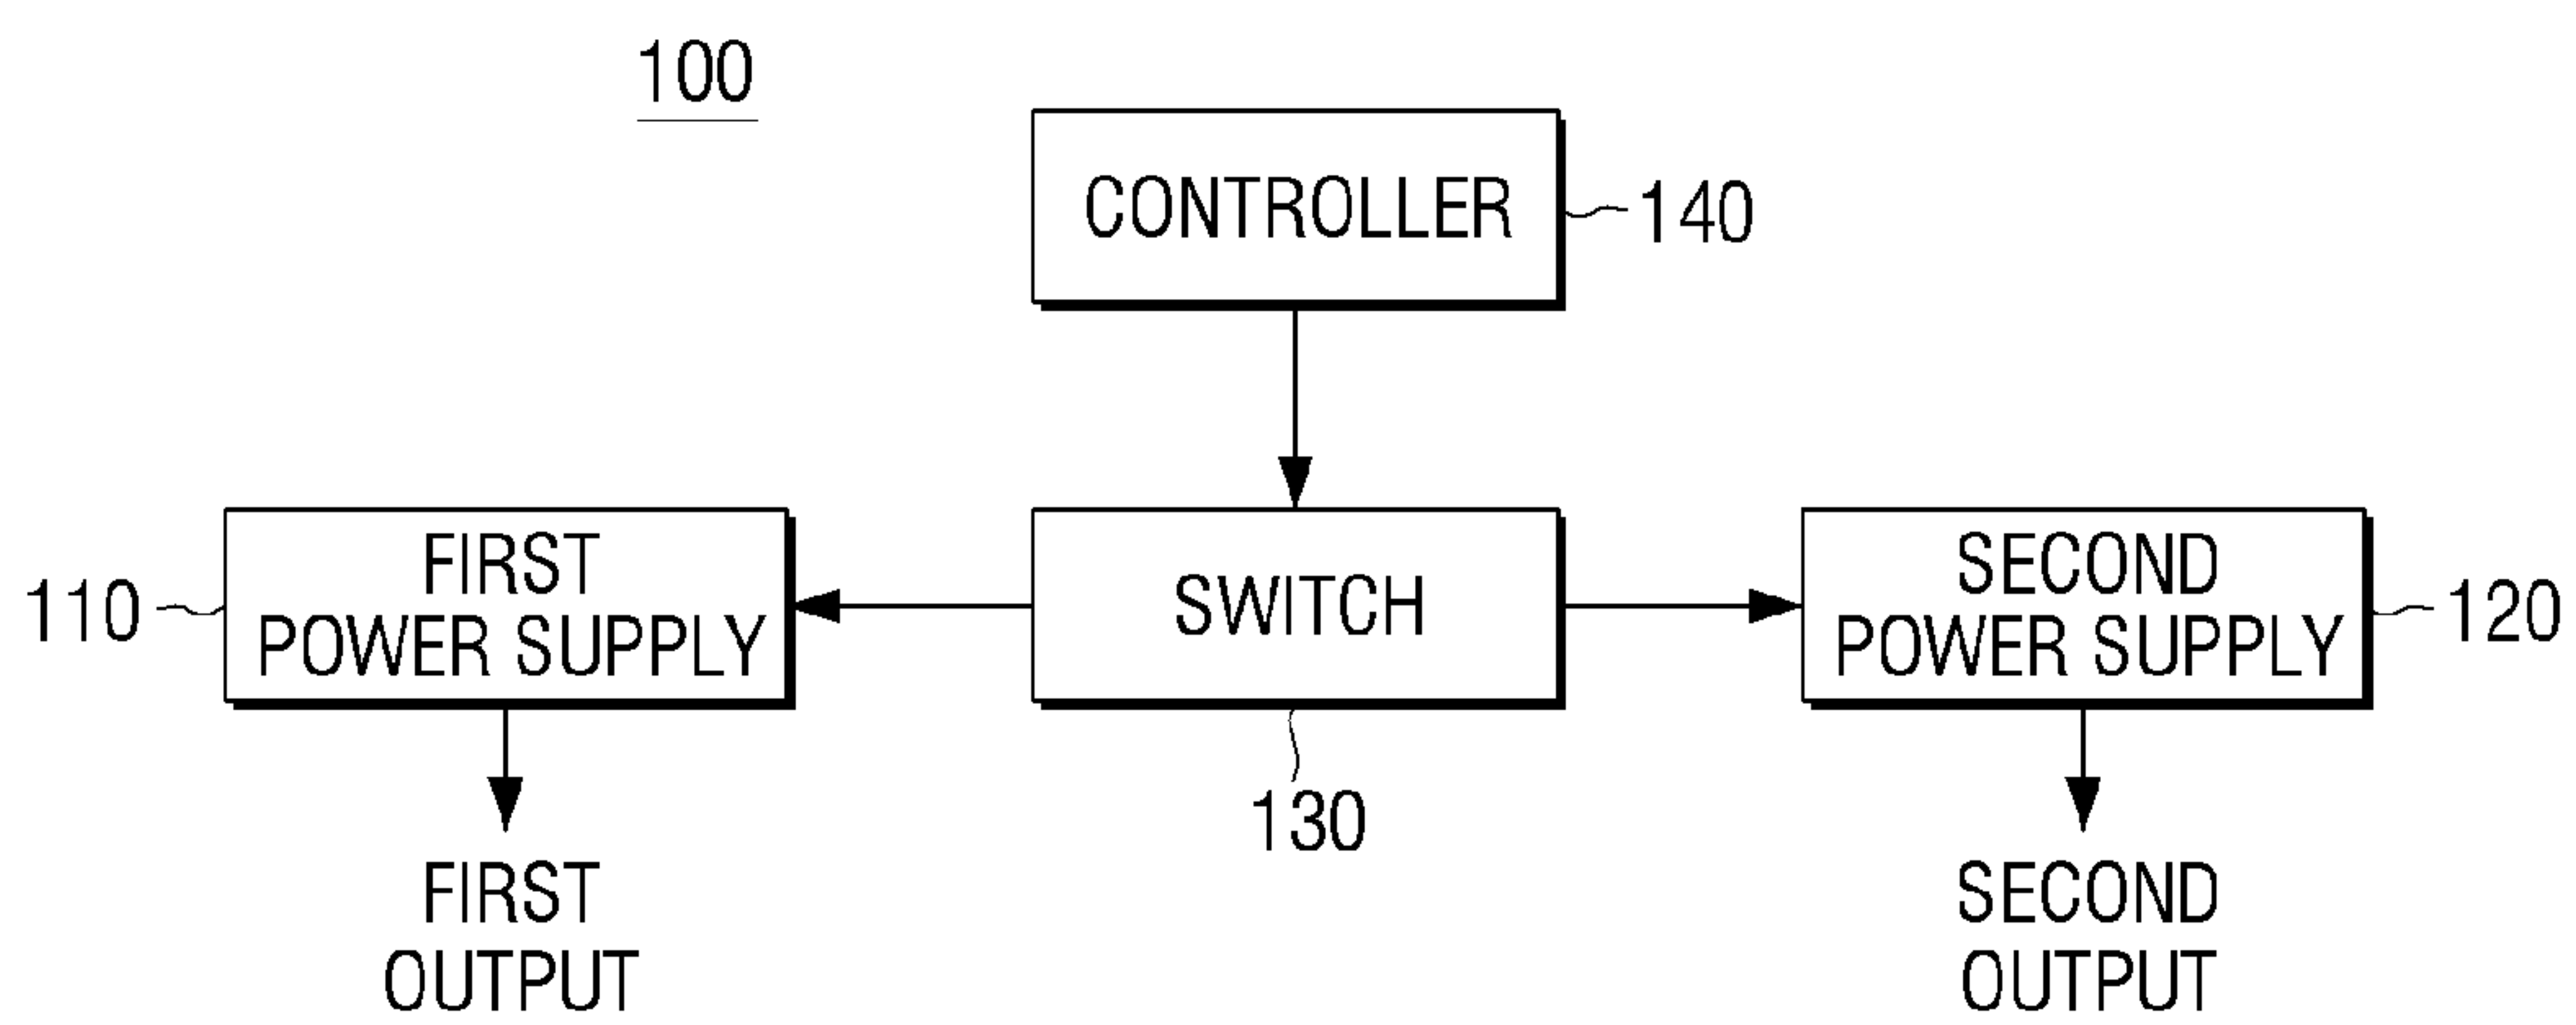 100
CONTROLLER
140
110
FIRST
POWER SUPPLY
SWITCH
130
SECOND
POWER SUPPLY
120
FIRST
OUTPUT
SECOND
OUTPUT